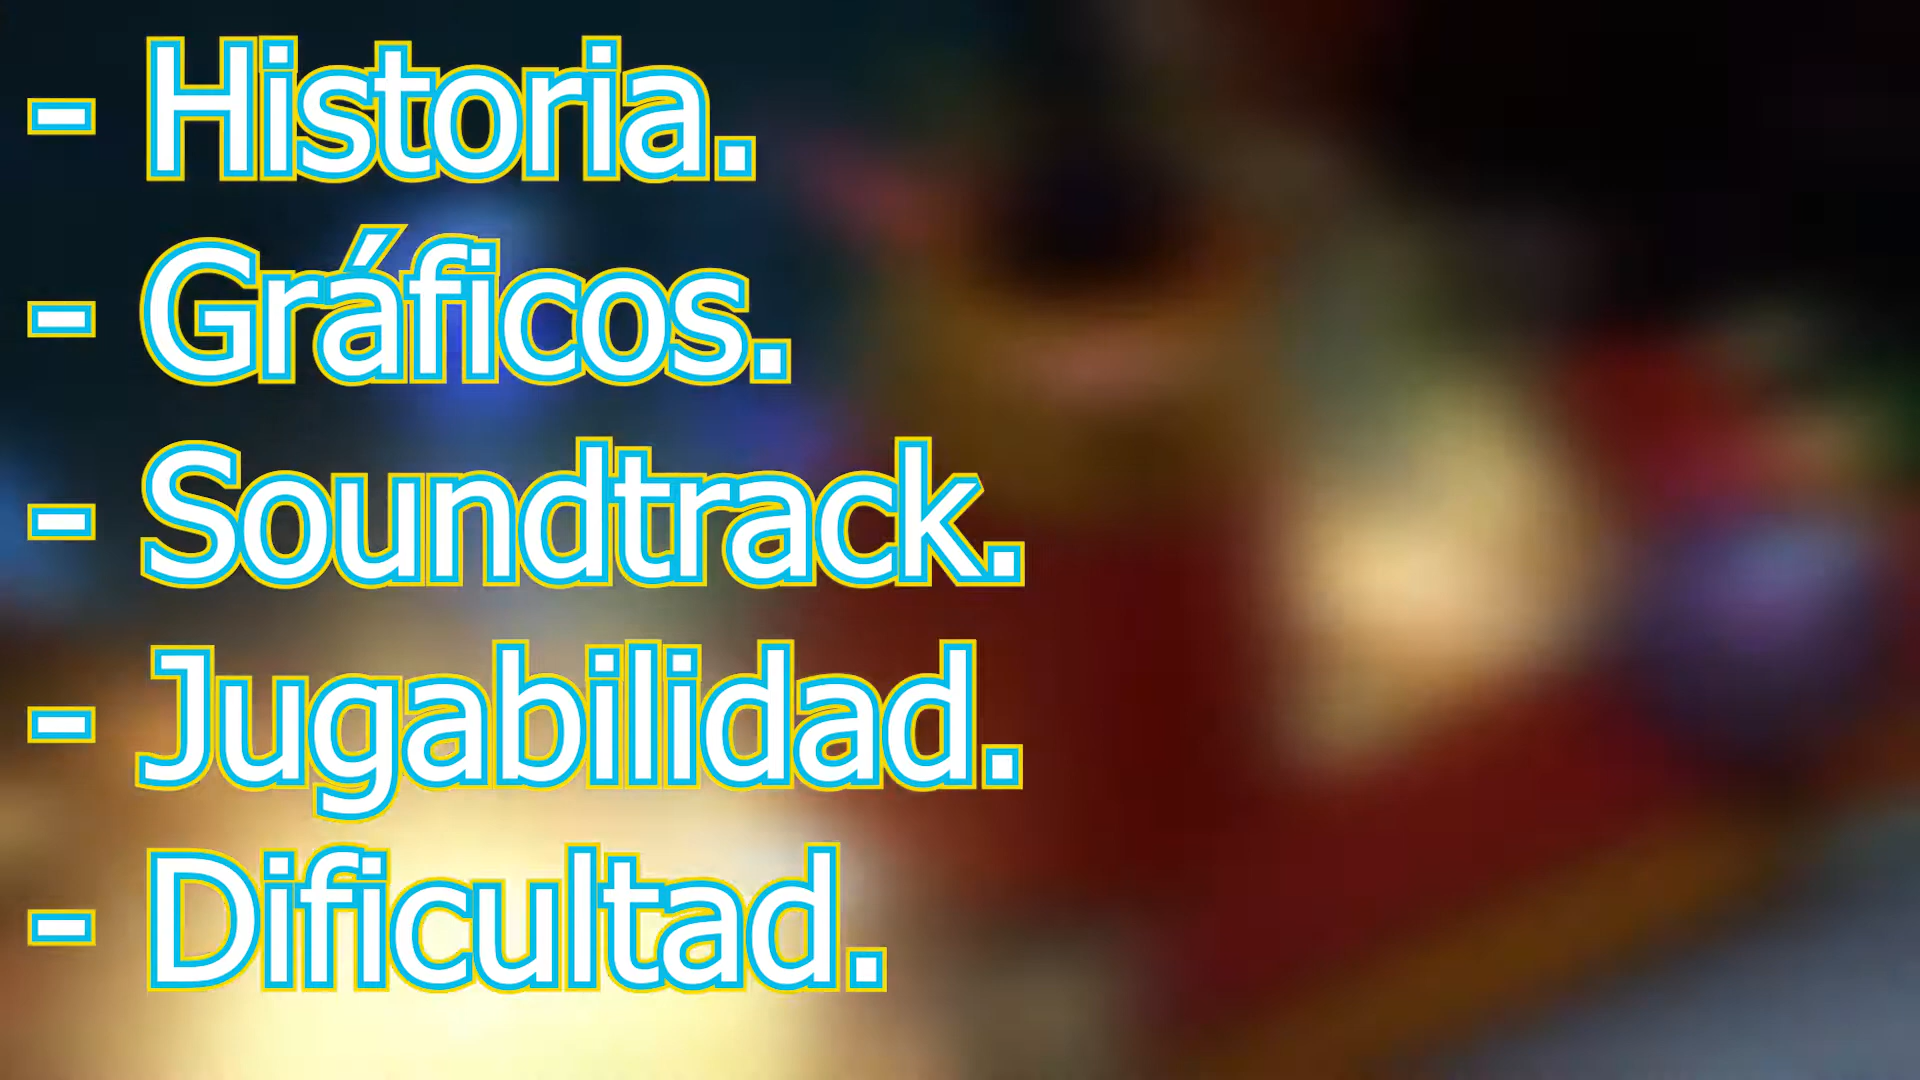 - Historia.
- Gráficos.
- Soundtrack.
- Jugabilidad.
- Dificultad.